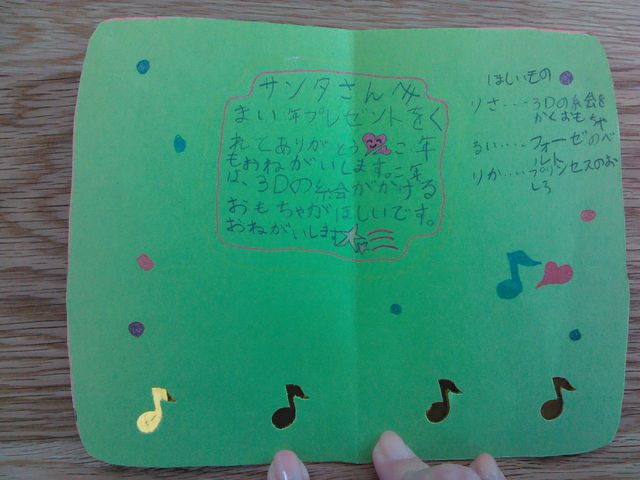 サンタさんへ
まい年プレゼントをく
れてありがとう こ年
もおねがいします。こ年
は、3Dの絵ががける
おもちゃがほしいです。
おねがいします
ほしいもの
りさ‥‥3Dの絵を
かくおもちゃ
るい‥‥フォーゼのベ
ルト
りか‥‥プリンセスのお
しろ